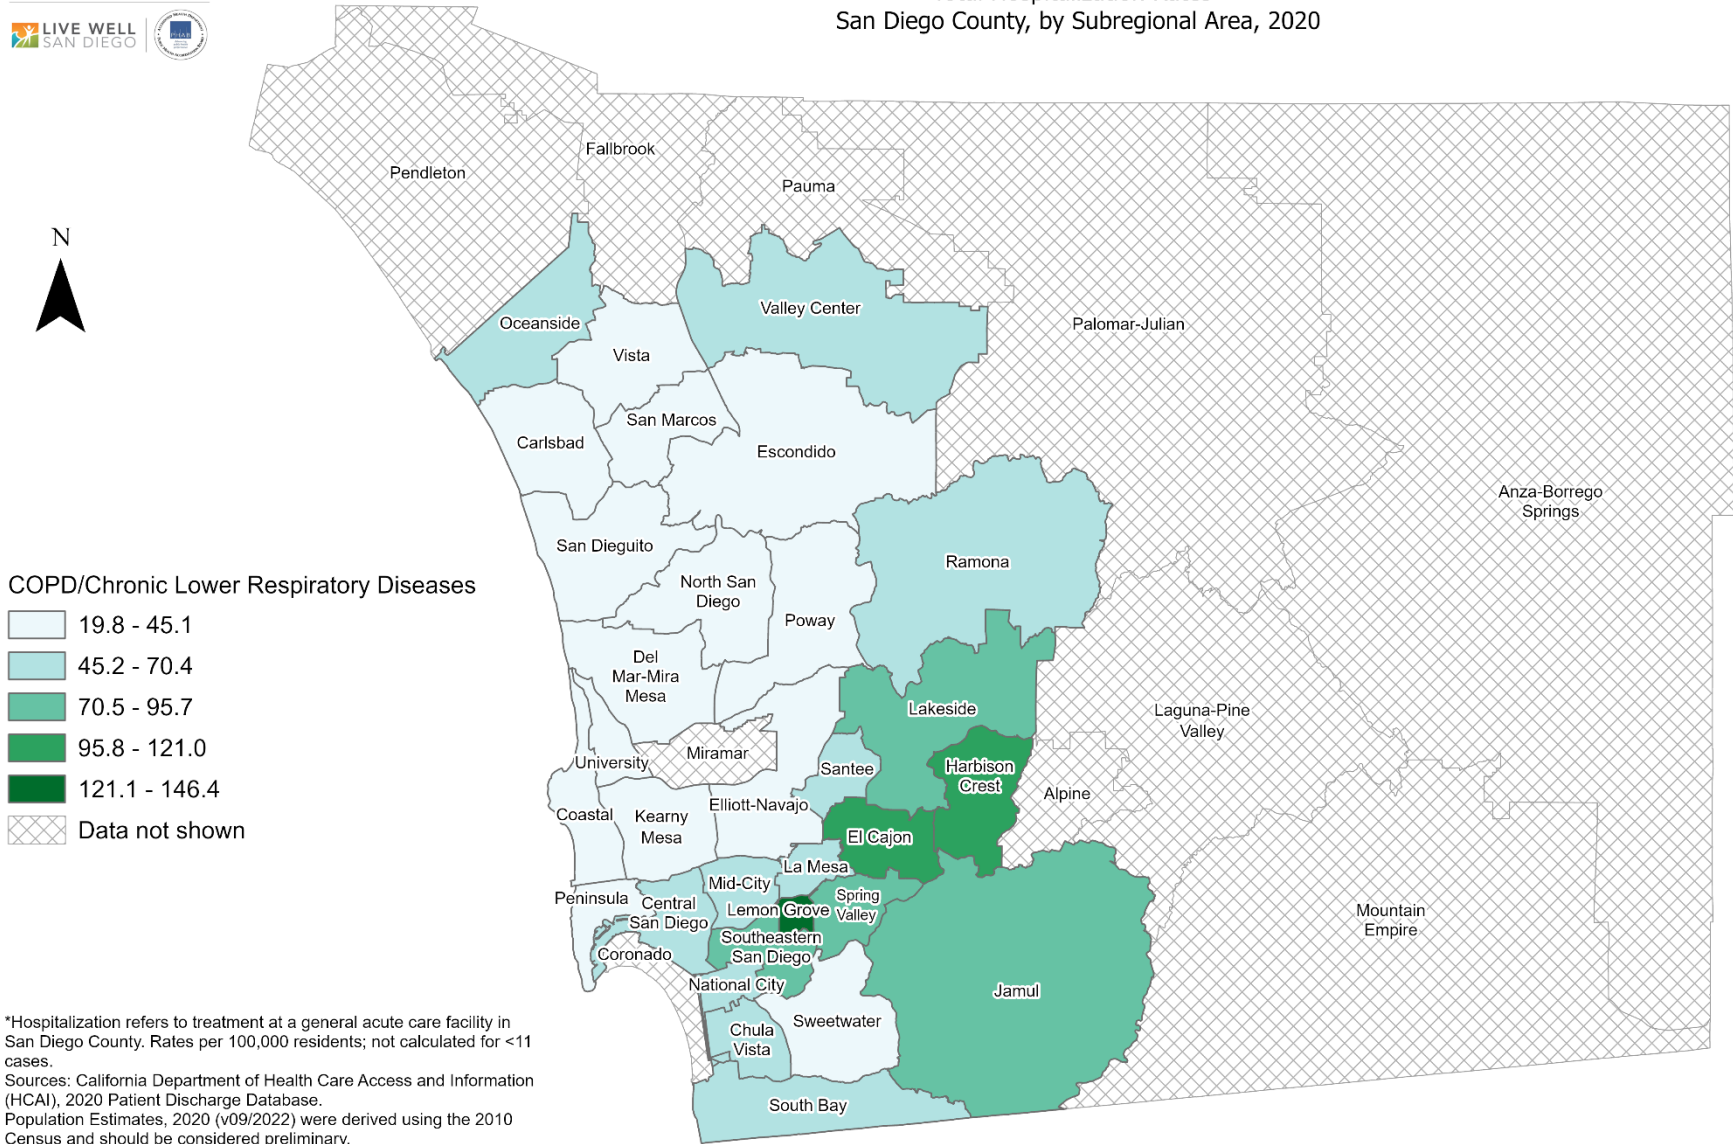 LIVE WELL
SAN DIEGO
PHAB
San Diego County, by Subregional Area, 2020
Pendleton
Fallbrook
Pauma
N
Oceanside
Valley Center
Palomar-Julian
Vista
San Marcos
Carlsbad
Escondido
Anza-Borrego
Springs
San Dieguito
Ramona
North San
Diego
Poway
Del
Mar-Mira
Mesa
Lakeside
Laguna-Pine
Valley
Miramar
University
Santee
Harbison
Crest
Alpine
Elliott-Navajo
Coastal
Kearny
Mesa
El Cajon
La Mesa
Mid-City
Peninsula
Central
San Diego
Lemon Grove
Spring
Valley
Southeastern
San Diego
Coronado
Mountain
Empire
National City
Jamul
Sweetwater
Chula
Vista
South Bay
COPD/Chronic Lower Respiratory Diseases
19.8 - 45.1
45.2 - 70.4
70.5 - 95.7
95.8 - 121.0
121.1 - 146.4
Data not shown
*Hospitalization refers to treatment at a general acute care facility in
San Diego County. Rates per 100,000 residents; not calculated for <11
cases.
Sources: California Department of Health Care Access and Information
(HCAI), 2020 Patient Discharge Database.
Population Estimates, 2020 (v09/2022) were derived using the 2010
Census and should be considered preliminary.